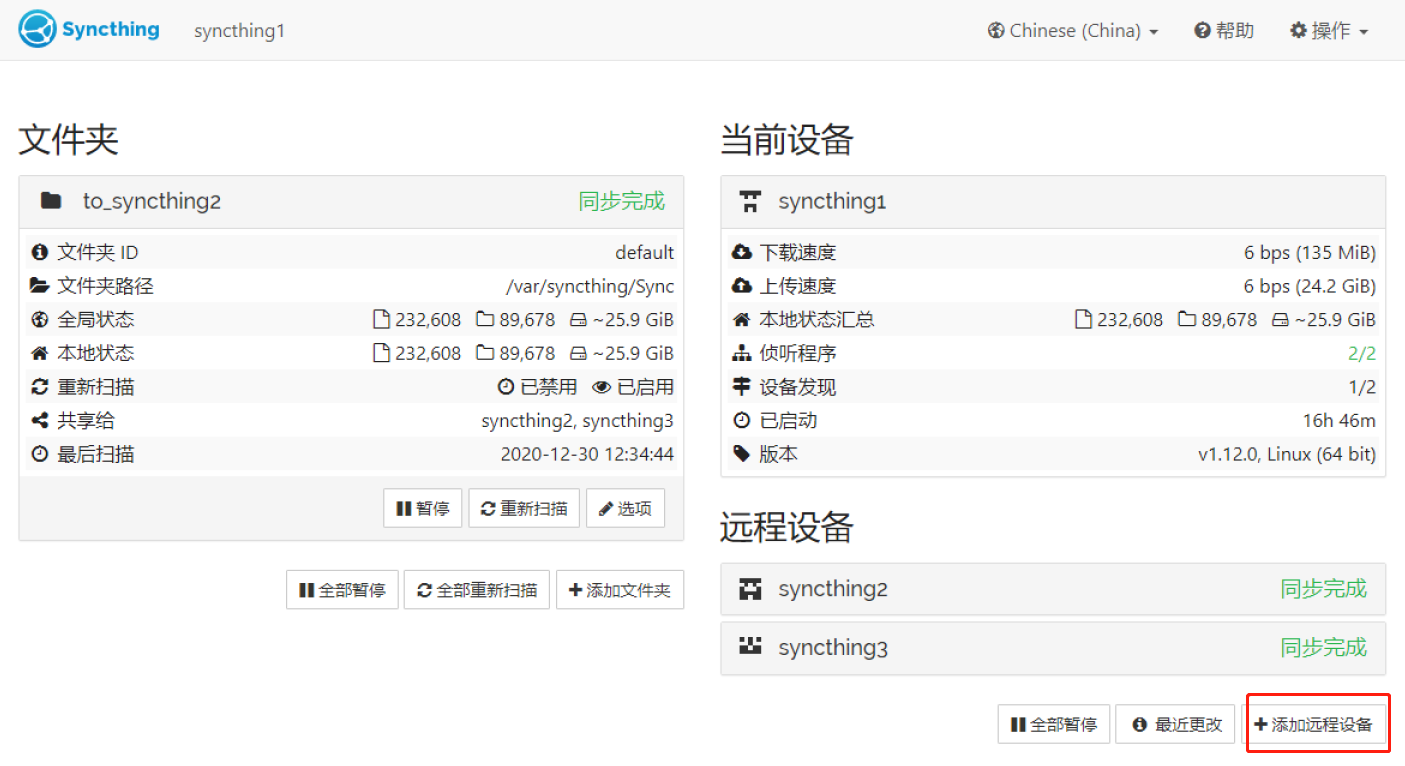 Syncthing syncthing1 Chinese (China) 帮助 操作
文件夹
to_syncthing2 同步完成
文件夹 ID default
文件夹路径 /var/syncthing/Sync
全局状态 232,608 89,678 ~25.9 GiB
本地状态 232,608 89,678 ~25.9 GiB
重新扫描 已禁用 已启用
共享给 syncthing2, syncthing3
最后扫描 2020-12-30 12:34:44
暂停 重新扫描 选项
全部暂停 全部重新扫描 添加文件夹
当前设备
syncthing1
下载速度 6 bps (135 MiB)
上传速度 6 bps (24.2 GiB)
本地状态汇总 232,608 89,678 ~25.9 GiB
侦听程序 2/2
设备发现 1/2
已启动 16h 46m
版本 v1.12.0, Linux (64 bit)
远程设备
syncthing2 同步完成
syncthing3 同步完成
全部暂停 最近更改 添加远程设备